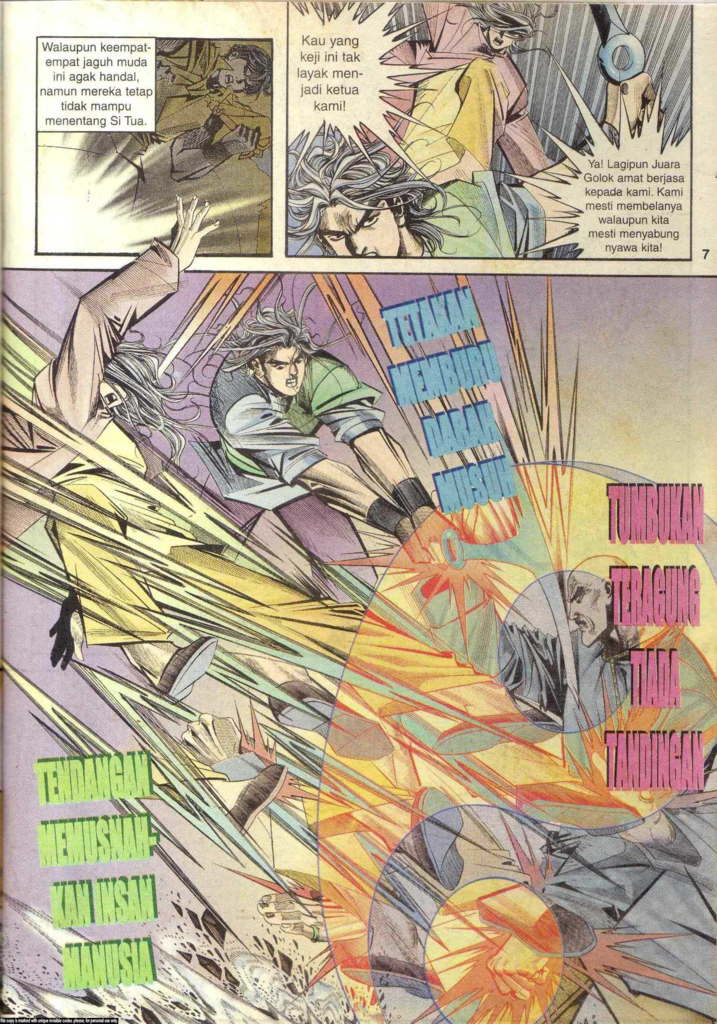 Walaupun keempat-
empat jaguh muda
ini agak handal,
namun mereka tetap
tidak mampu
menentang Si Tua.
Kau yang
keji ini tak
layak men-
jadi ketua
kami!
Ya! Lagipun Juara
Golok amat berjasa
kepada kami. Kami
mesti membelanya
walaupun kita
mesti menyabung
nyawa kita!
7
TETAKAN
MEMBURU
DASAR
MUSUH
TUMBUKAN
TERAGUNG
TIADA
TANDINGAN
TENDANGAN
MEMUSNAH-
KAN INSAN
MANUSIA